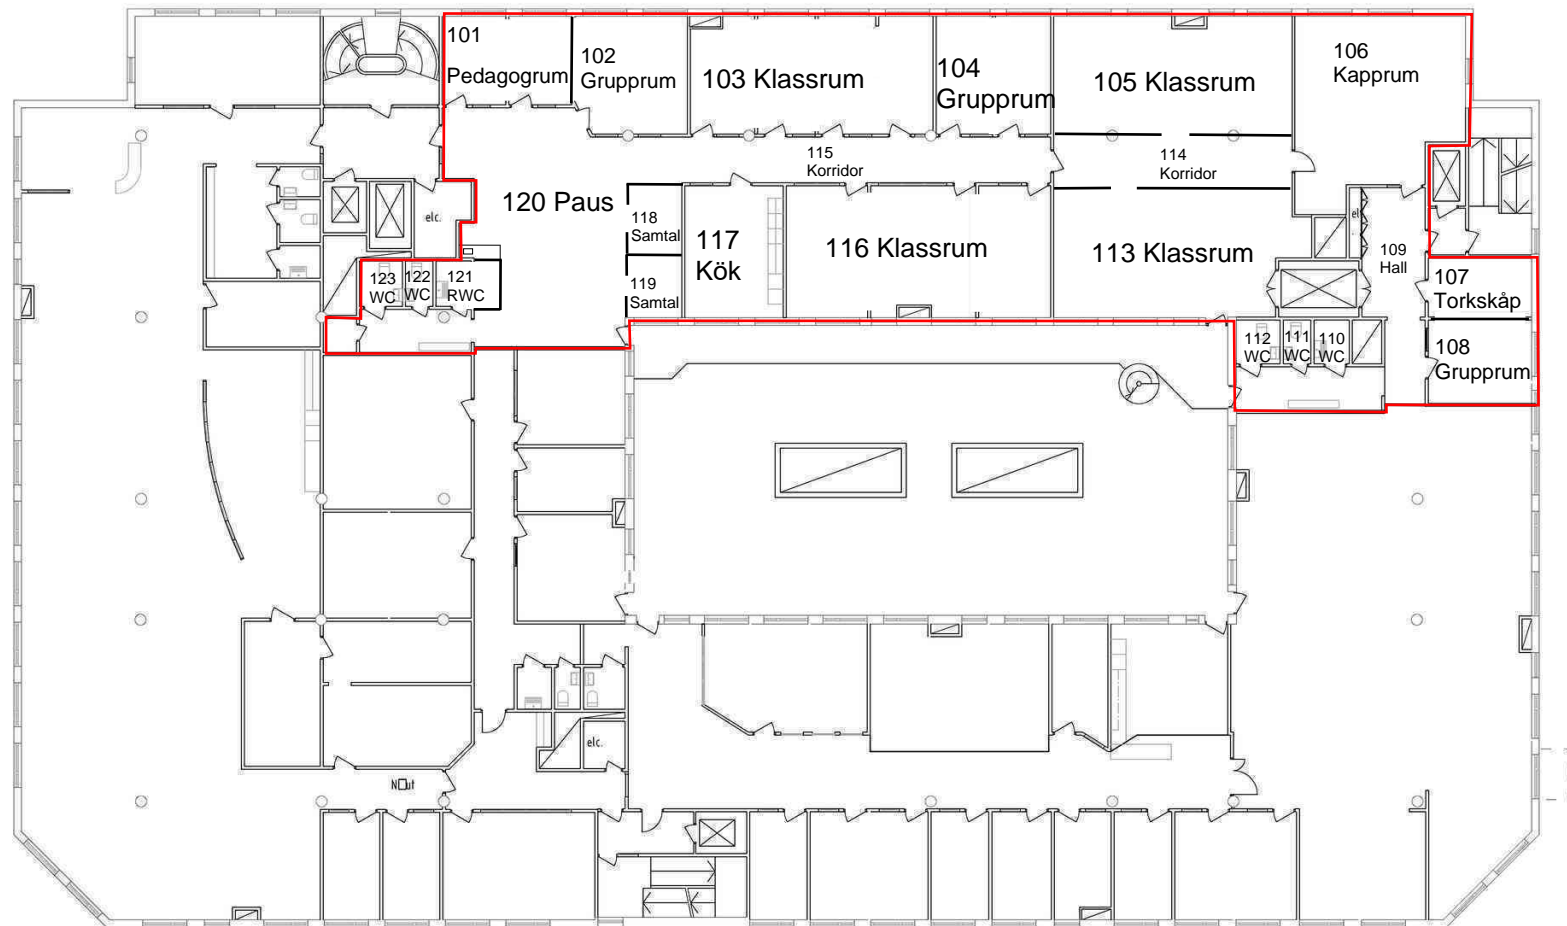 101
Pedagogrum
102
Grupprum
103 Klassrum
104
Grupprum
105 Klassrum
106
Kapprum
115
Korridor
114
Korridor
120 Paus
118
Samtal
119
Samtal
117
Kök
116 Klassrum
113 Klassrum
109
Hall
107
Torkskåp
108
Grupprum
123
WC
122
WC
121
RWC
112
WC
111
WC
110
WC
elc.
el
elc.